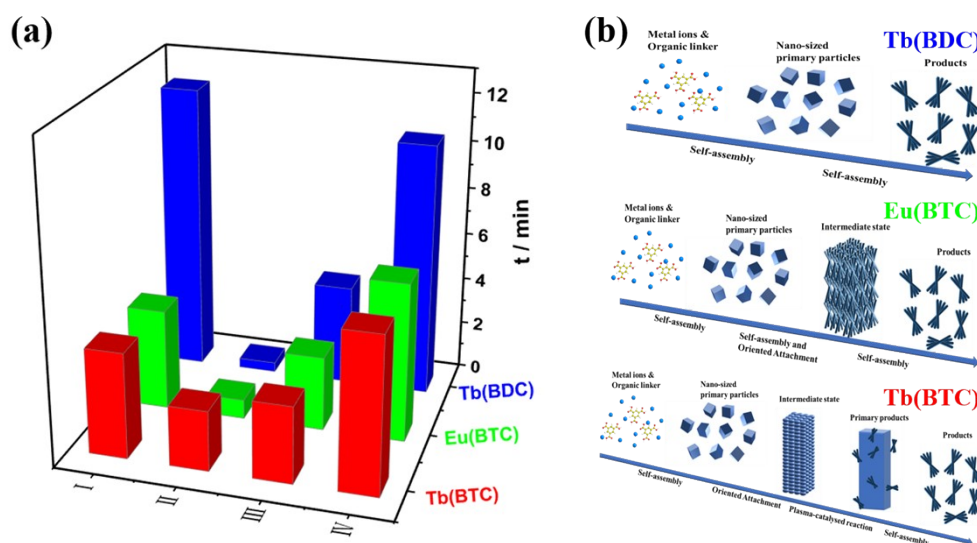 (a)
12
10
8
6
4
2
0
t / min
Tb(BDC)
Eu(BTC)
Tb(BTC)
I
II
III
IV
(b)
Tb(BDC)
Metal ions &
Organic linker
Nano-sized
primary particles
Products
Self-assembly
Self-assembly
Eu(BTC)
Metal ions &
Organic linker
Nano-sized
primary particles
Intermediate state
Products
Self-assembly
Self-assembly and
Oriented Attachment
Self-assembly
Tb(BTC)
Metal ions &
Organic linker
Nano-sized
primary particles
Intermediate state
Primary products
Products
Self-assembly
Oriented Attachment
Plasma-catalysed reaction
Self-assembly